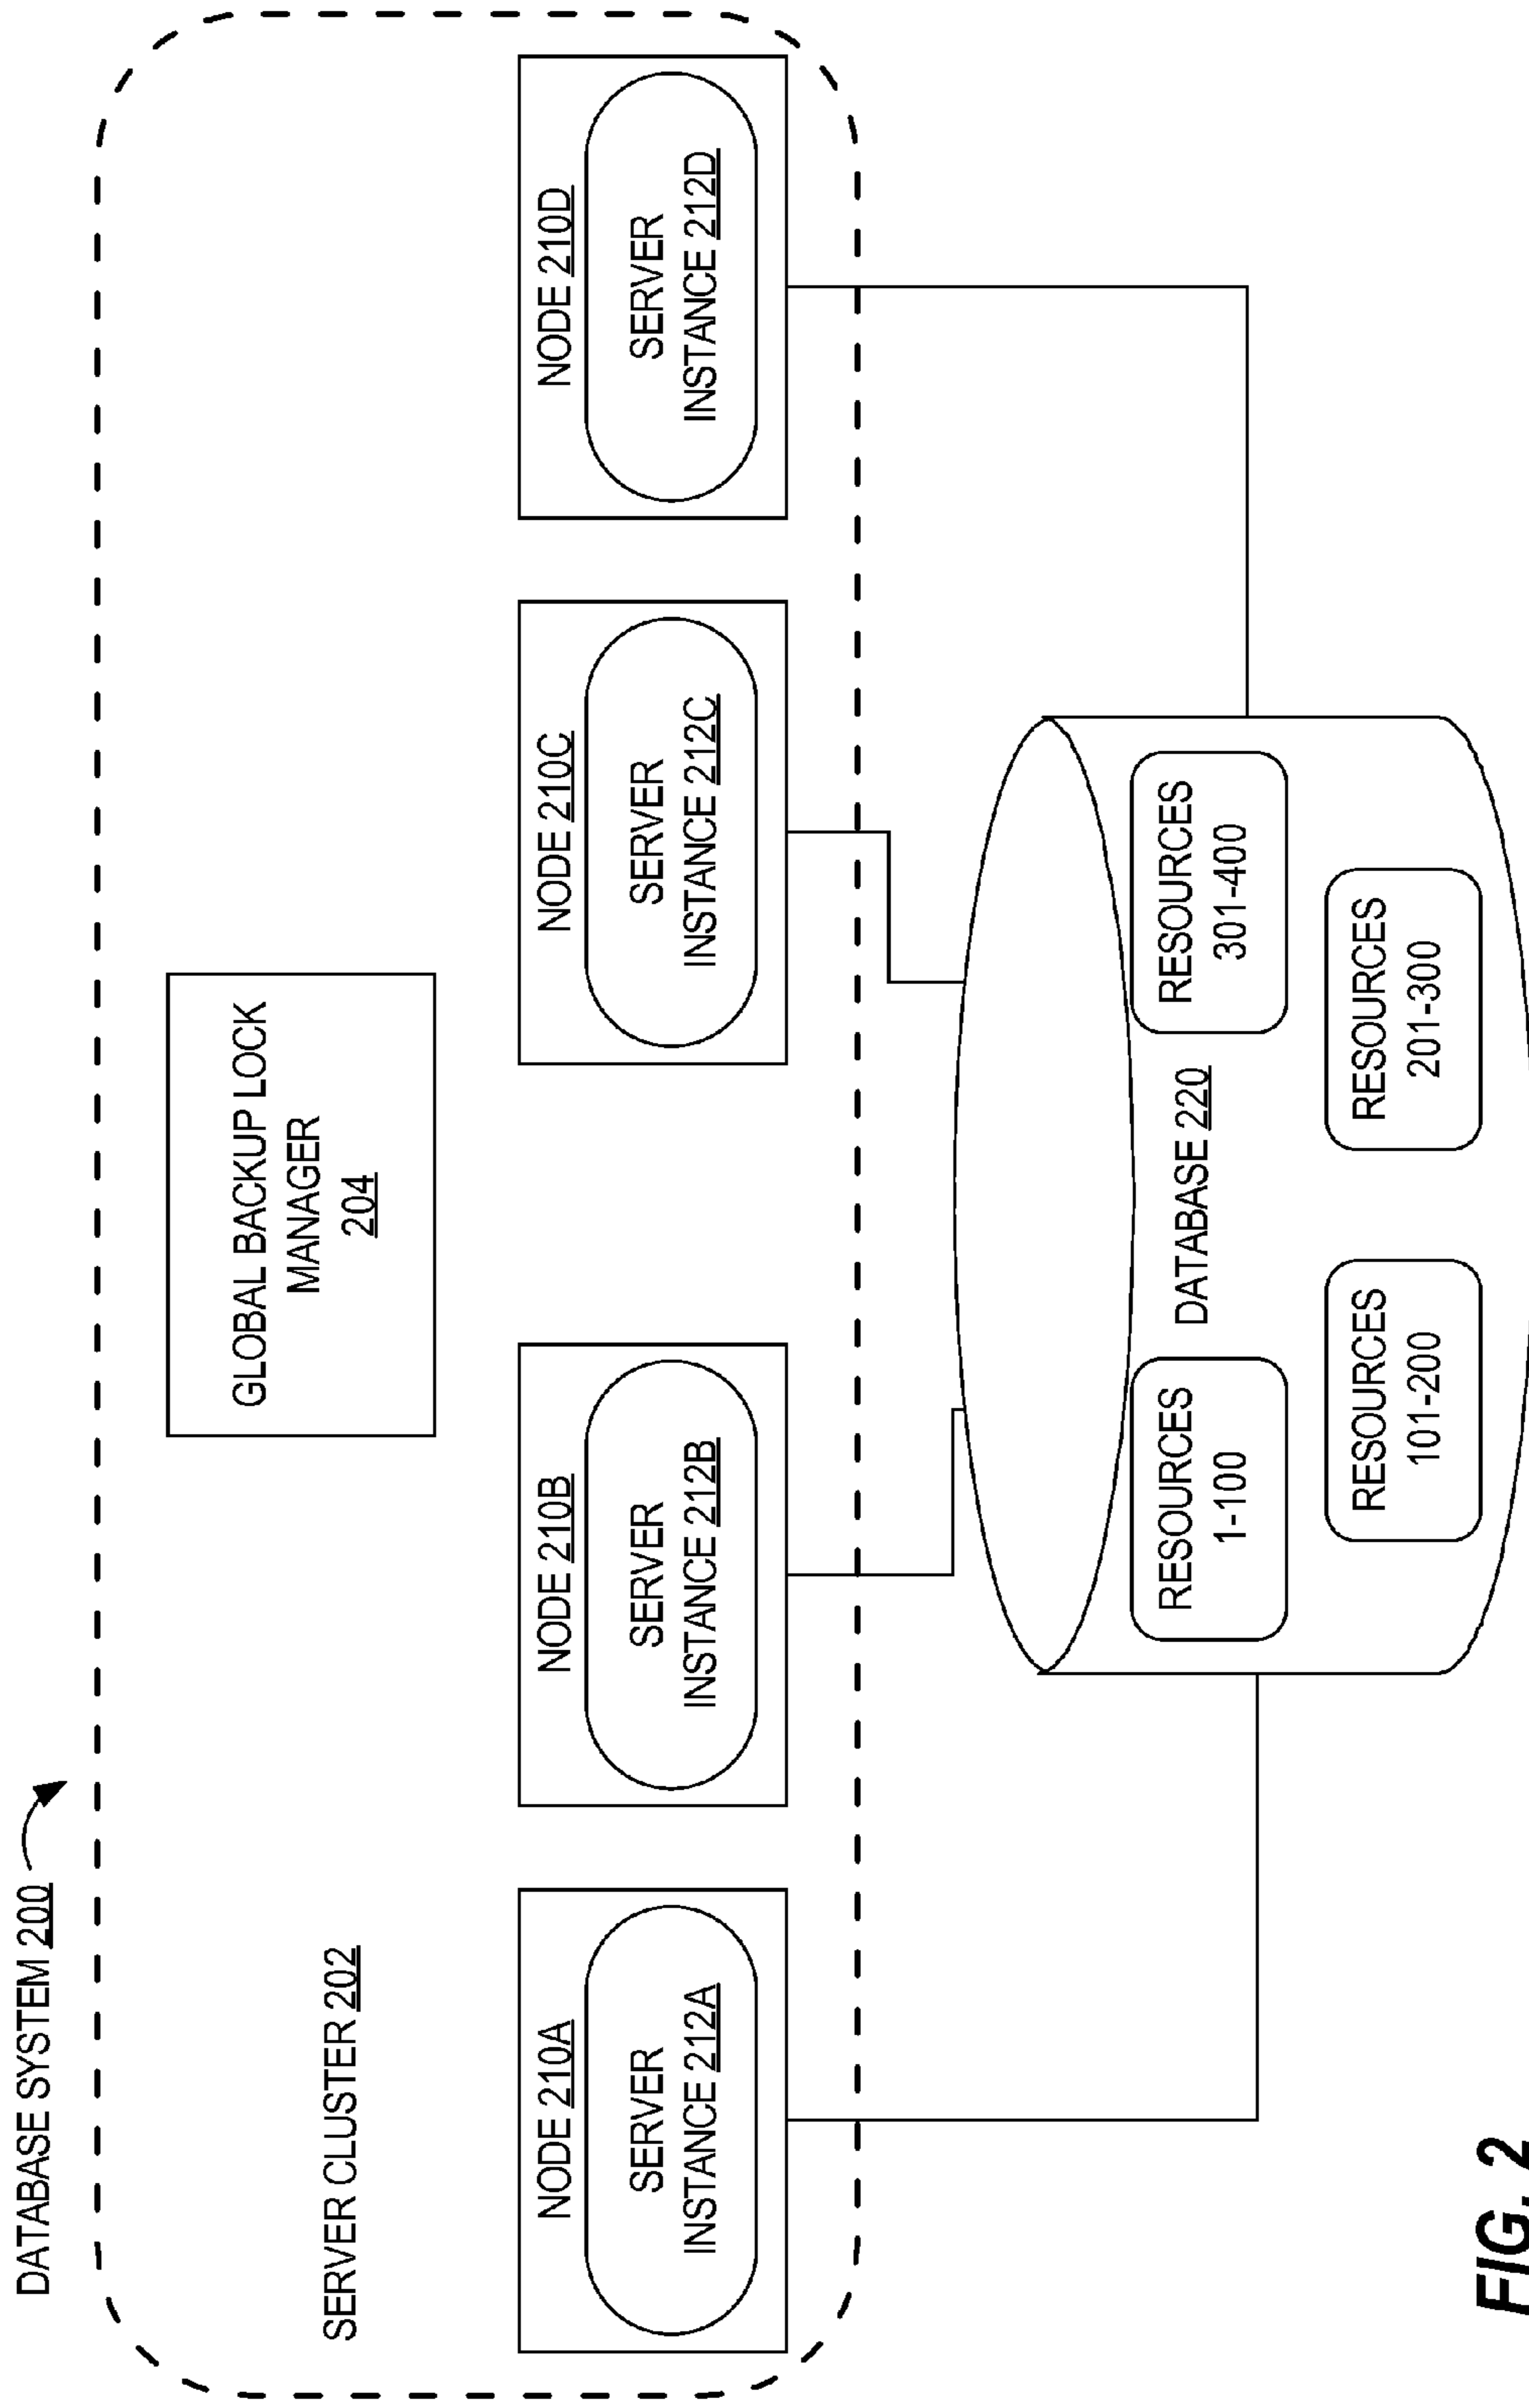 DATABASE SYSTEM 200
SERVER CLUSTER 202
GLOBAL BACKUP LOCK
MANAGER
204
NODE 210A
SERVER
INSTANCE 212A
NODE 210B
SERVER
INSTANCE 212B
NODE 210C
SERVER
INSTANCE 212C
NODE 210D
SERVER
INSTANCE 212D
DATABASE 220
RESOURCES
1-100
RESOURCES
301-400
RESOURCES
101-200
RESOURCES
201-300
FIG. 2